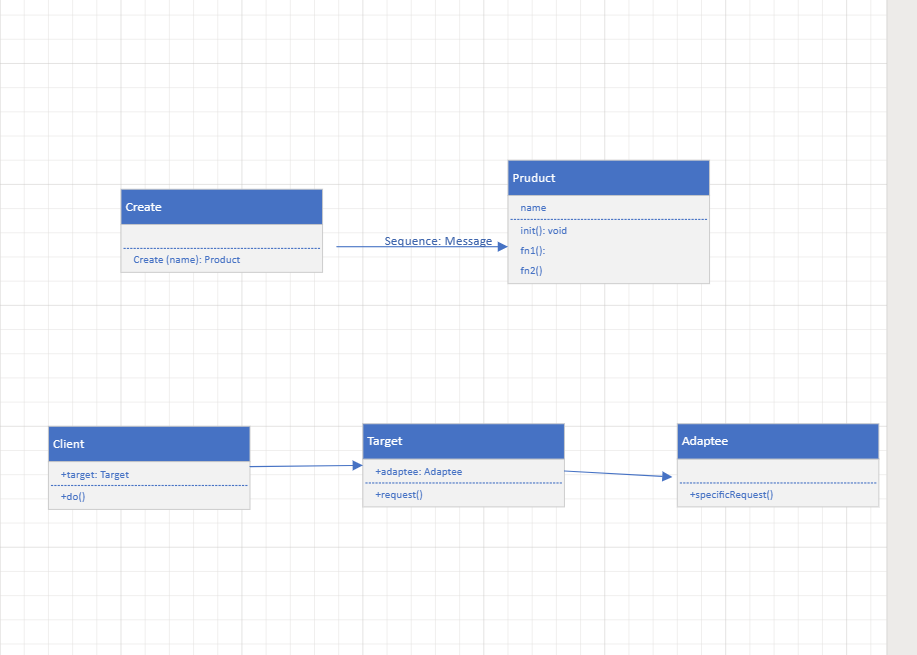 Create
Create (name): Product
Sequence: Message
Pruduct
name
init(): void
fn1():
fn2()
Client
+target: Target
+do()
Target
+adaptee: Adaptee
+request()
Adaptee
+specificRequest()